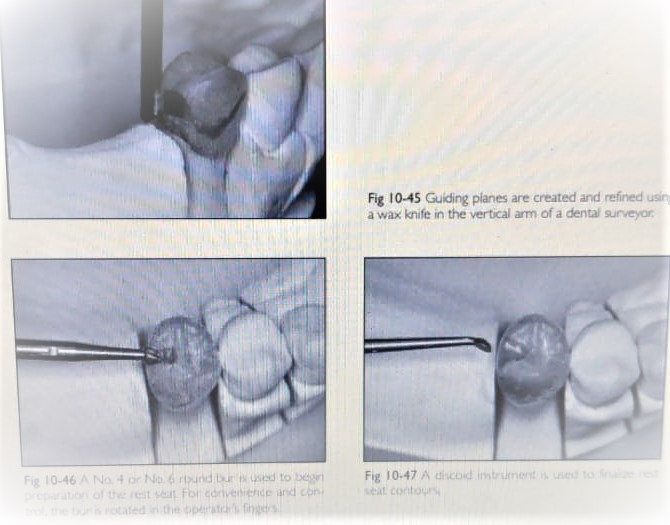 Fig 10-45 Guiding planes are created and refined using
a wax knife in the vertical arm of a dental surveyor.
Fig 10-46 A No. 4 or No. 6 round bur is used to begin
preparation of the rest seat. For convenience and con-
trol, the bur is rotated in the operator's fingers.
Fig 10-47 A discoid instrument is used to finalize rest
seat contours.